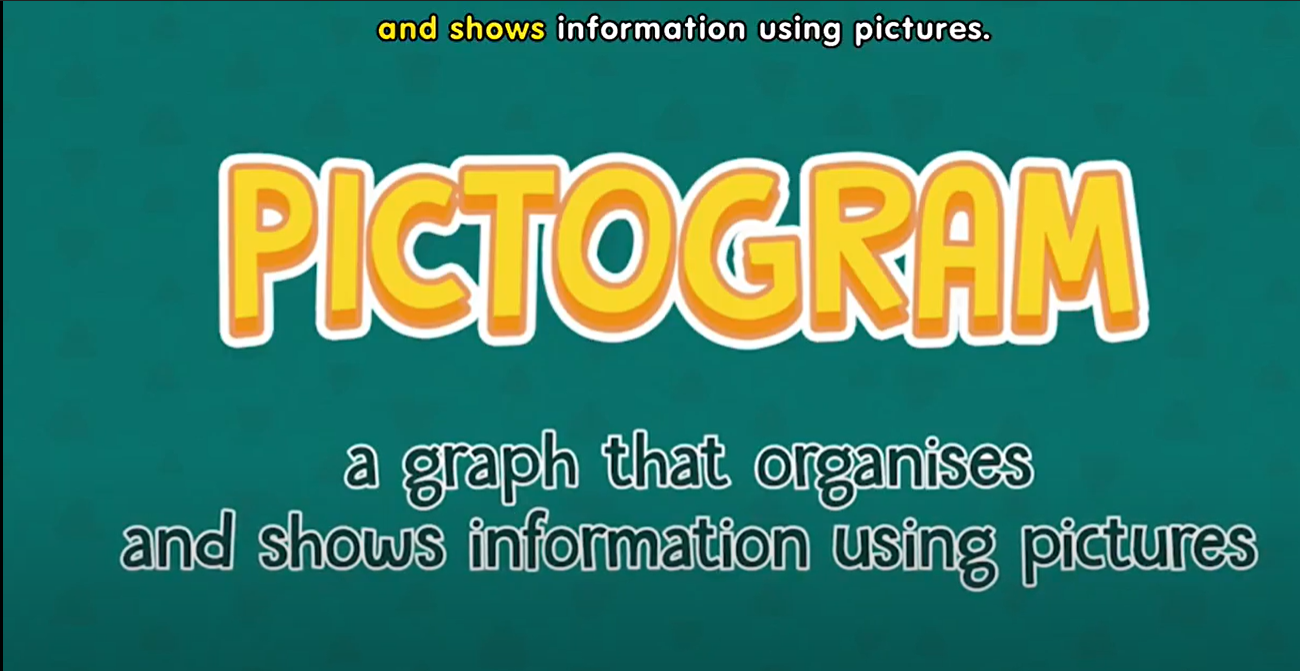 and shows information using pictures.
PICTOGRAM
a graph that organises
and shows information using pictures